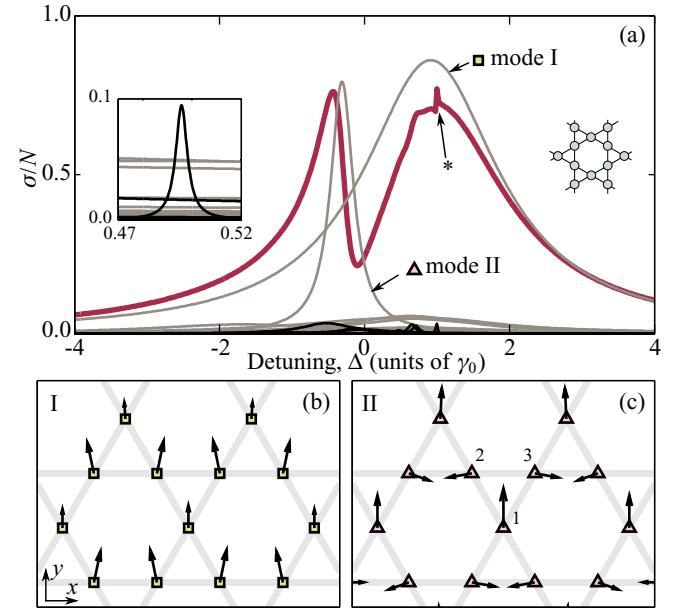 1.0
(a)
mode I
0.1
0.5
σ/N
*
0.0
0.47
0.52
mode II
0.0
-4
-2
0
2
4
Detuning, Δ (units of γ₀)
I
(b)
II
(c)
2
3
1
y
x